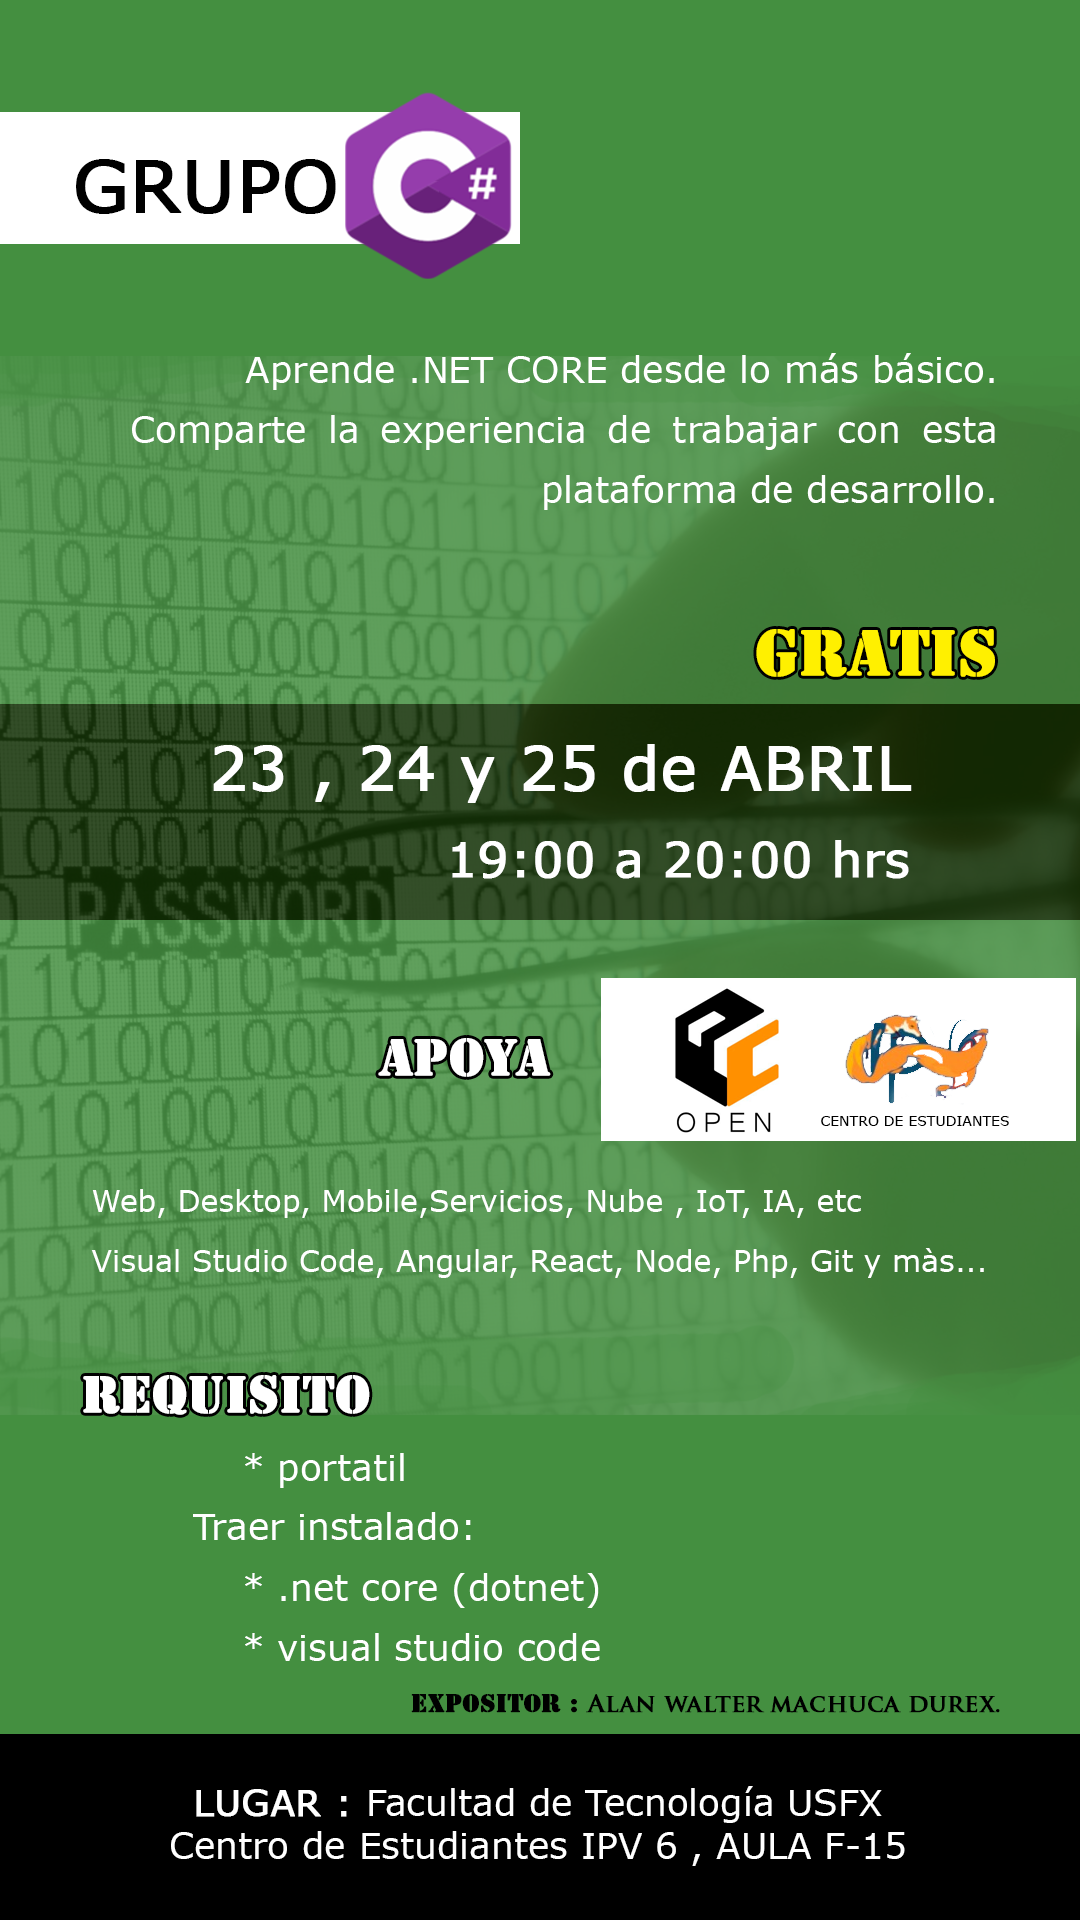 GRUPO C#
Aprende .NET CORE desde lo más básico.
Comparte la experiencia de trabajar con esta
plataforma de desarrollo.
GRATIS
23 , 24 y 25 de ABRIL
19:00 a 20:00 hrs
PASSWORD
APOYA
OPEN
CENTRO DE ESTUDIANTES
Web, Desktop, Mobile,Servicios, Nube , IoT, IA, etc
Visual Studio Code, Angular, React, Node, Php, Git y màs...
REQUISITO
* portatil
Traer instalado:
* .net core (dotnet)
* visual studio code
EXPOSITOR : ALAN WALTER MACHUCA DUREX.
LUGAR : Facultad de Tecnología USFX
Centro de Estudiantes IPV 6 , AULA F-15